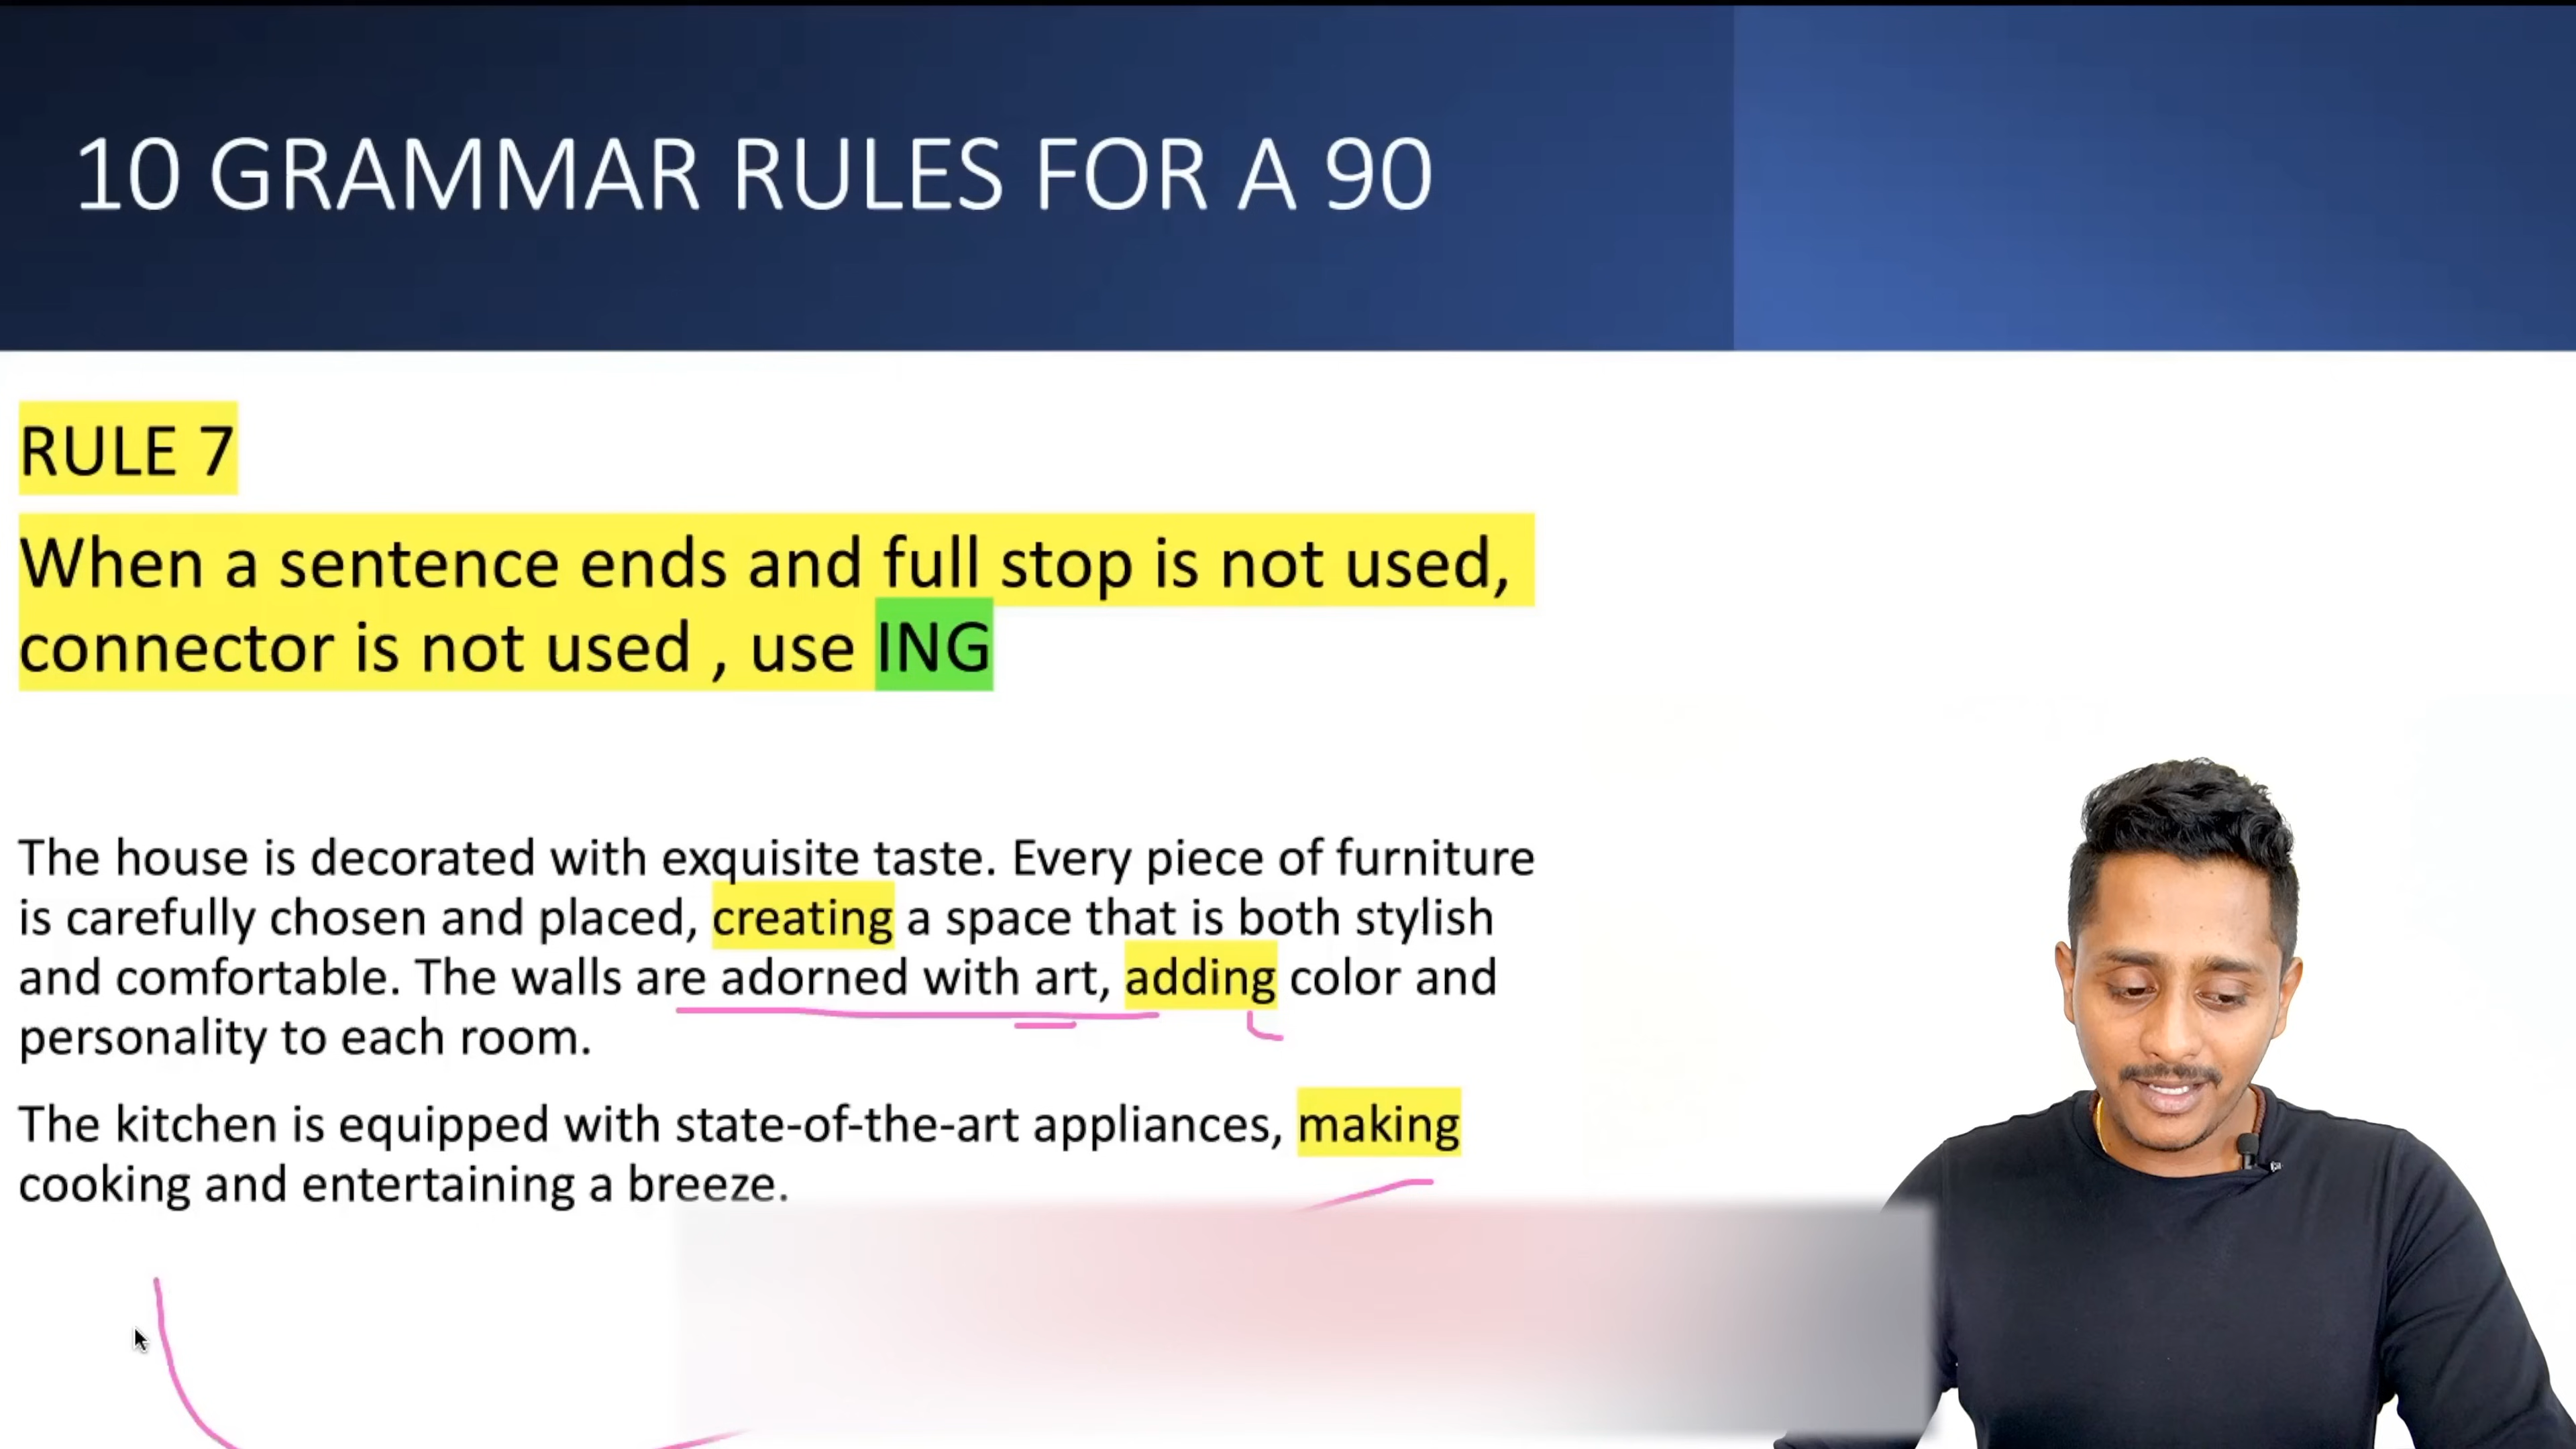 10 GRAMMAR RULES FOR A 90
RULE 7
When a sentence ends and full stop is not used,
connector is not used , use ING
The house is decorated with exquisite taste. Every piece of furniture
is carefully chosen and placed, creating a space that is both stylish
and comfortable. The walls are adorned with art, adding color and
personality to each room.
The kitchen is equipped with state-of-the-art appliances, making
cooking and entertaining a breeze.